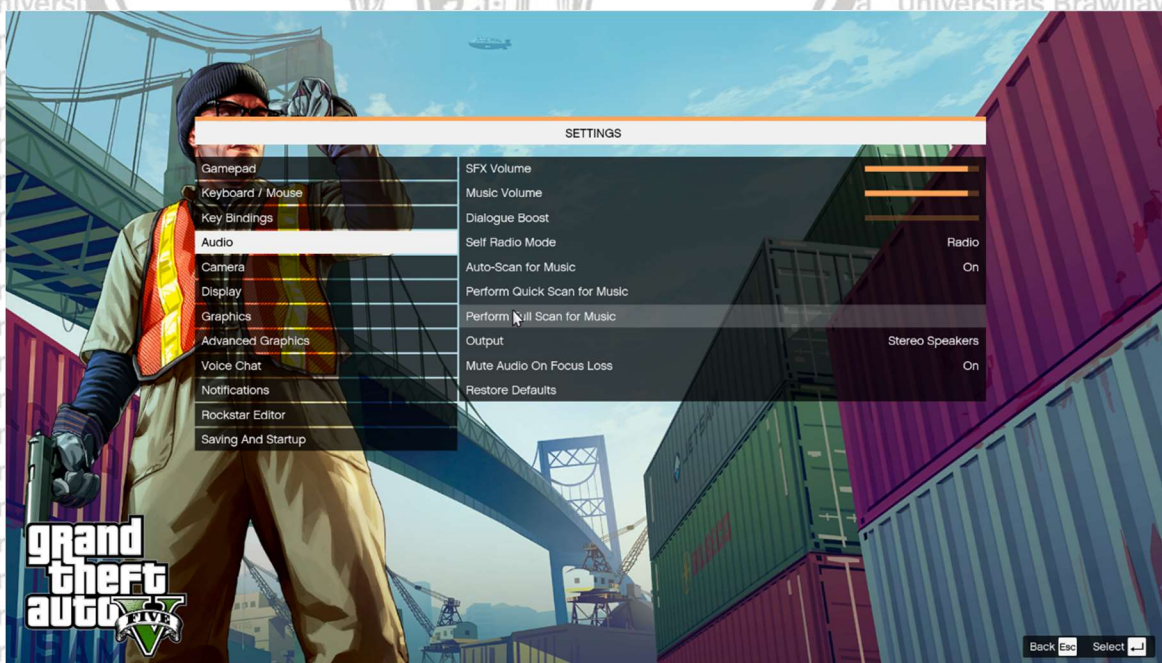 Universitas Brawijaya
SETTINGS
Gamepad
Keyboard / Mouse
Key Bindings
Audio
Camera
Display
Graphics
Advanced Graphics
Voice Chat
Notifications
Rockstar Editor
Saving And Startup
SFX Volume
Music Volume
Dialogue Boost
Self Radio Mode Radio
Auto-Scan for Music On
Perform Quick Scan for Music
Perform Full Scan for Music
Output Stereo Speakers
Mute Audio On Focus Loss On
Restore Defaults
grand
theft
auto
FIVE
V
Back Esc Select